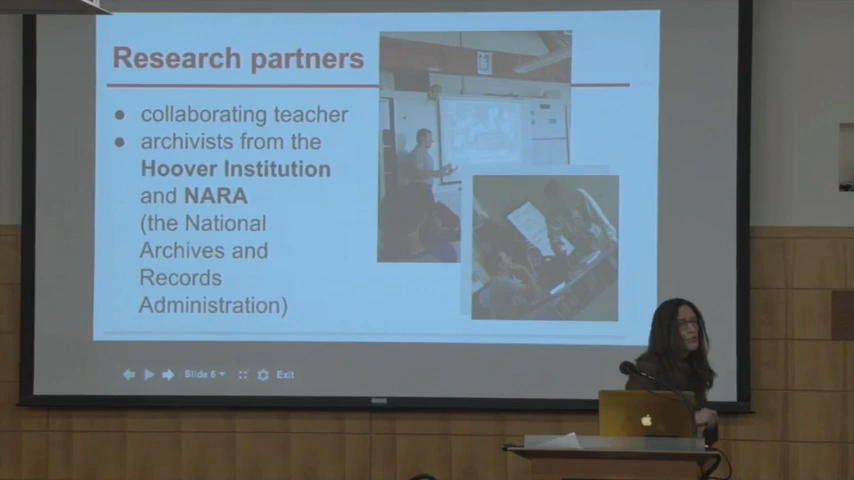 Research partners
● collaborating teacher
● archivists from the
Hoover Institution
and NARA
(the National
Archives and
Records
Administration)
Slide 6
Exit